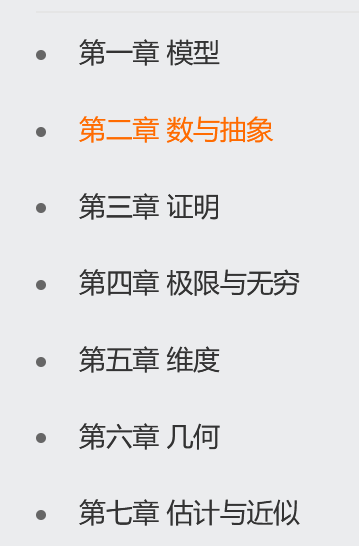 第一章 模型
第二章 数与抽象
第三章 证明
第四章 极限与无穷
第五章 维度
第六章 几何
第七章 估计与近似